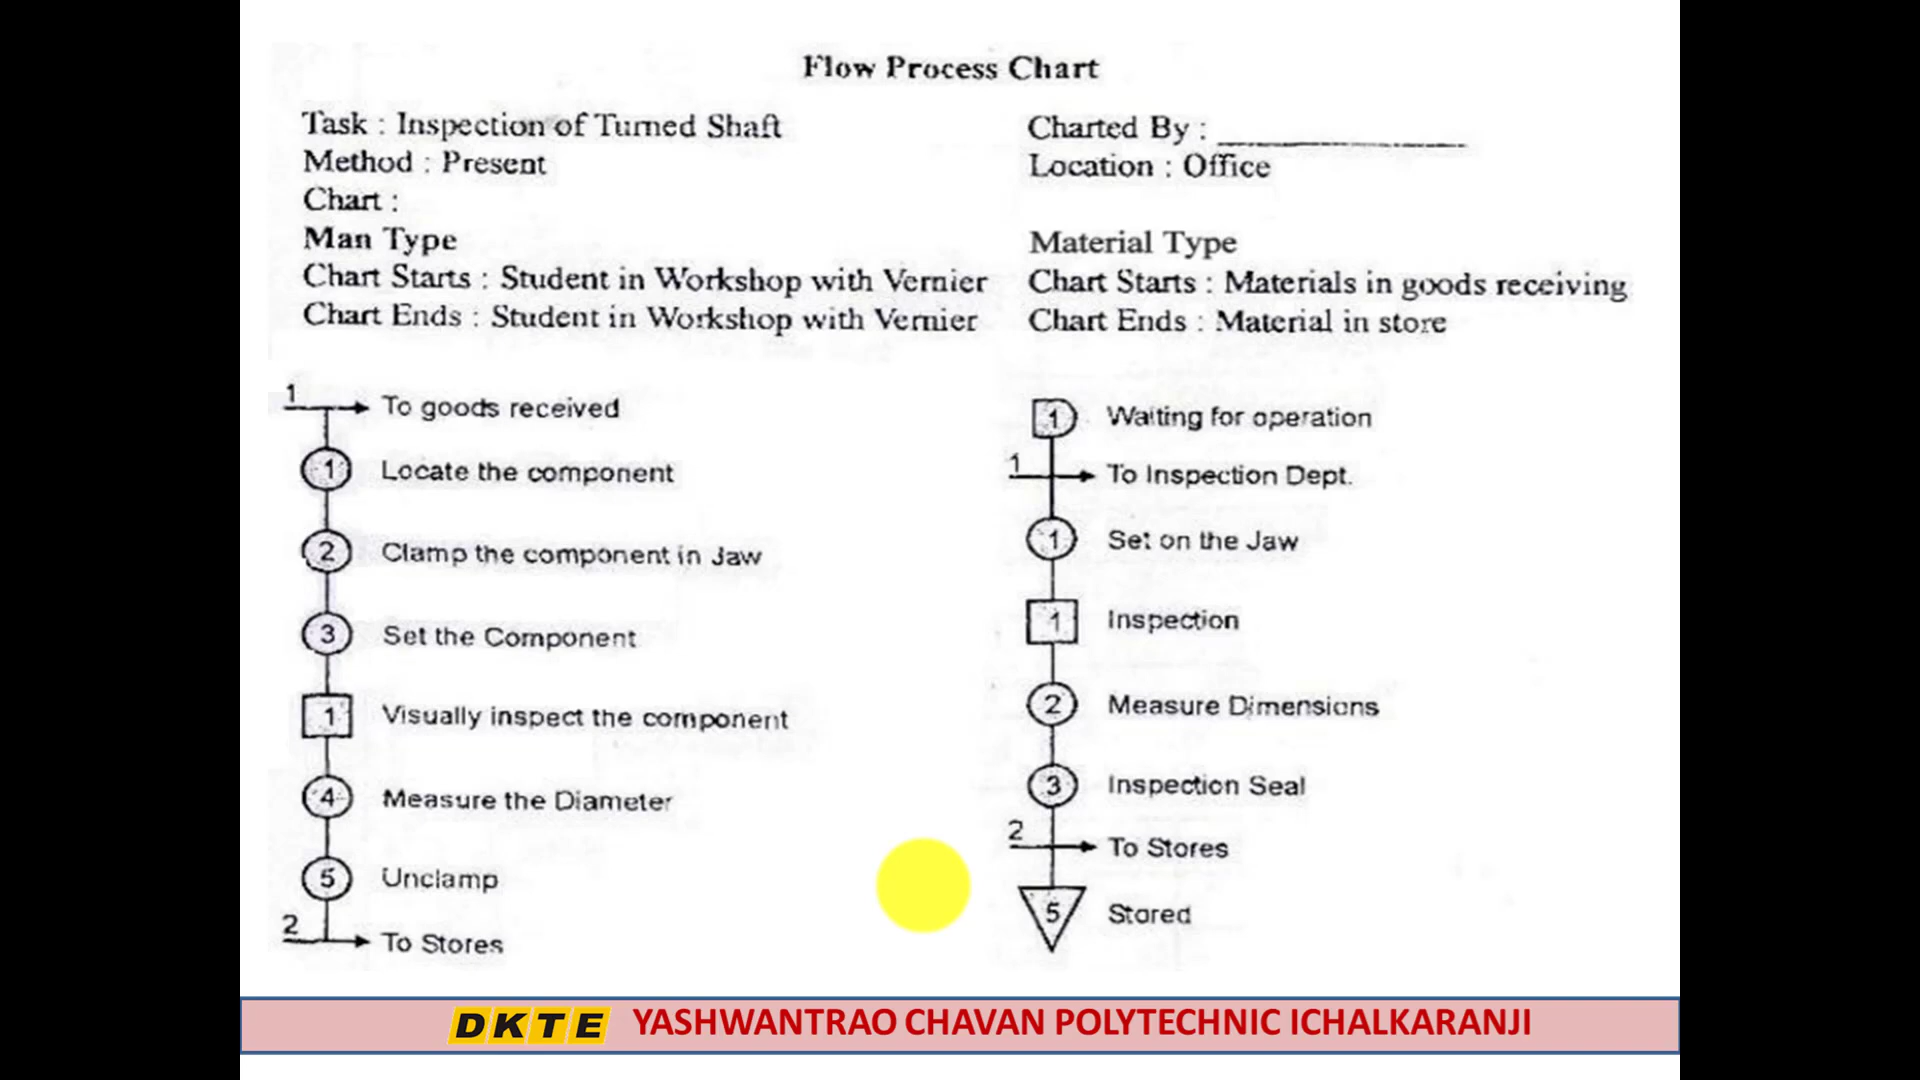 Flow Process Chart
Task : Inspection of Turned Shaft
Method : Present
Chart :
Man Type
Chart Starts : Student in Workshop with Vernier
Chart Ends : Student in Workshop with Vernier
Charted By :
Location : Office
Material Type
Chart Starts : Materials in goods receiving
Chart Ends : Material in store
1 To goods received
1 Locate the component
2 Clamp the component in Jaw
3 Set the Component
1 Visually inspect the component
4 Measure the Diameter
5 Unclamp
2 To Stores
1 Waiting for operation
1 To Inspection Dept.
1 Set on the Jaw
1 Inspection
2 Measure Dimensions
3 Inspection Seal
2 To Stores
5 Stored
DKTE YASHWANTRAO CHAVAN POLYTECHNIC ICHALKARANJI